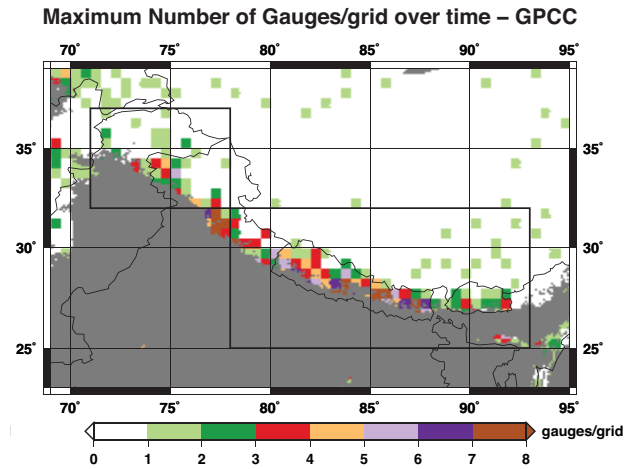 Maximum Number of Gauges/grid over time – GPCC
70˚ 75˚ 80˚ 85˚ 90˚ 95˚
35˚ 35˚
30˚ 30˚
25˚ 25˚
70˚ 75˚ 80˚ 85˚ 90˚ 95˚
gauges/grid
0 1 2 3 4 5 6 7 8